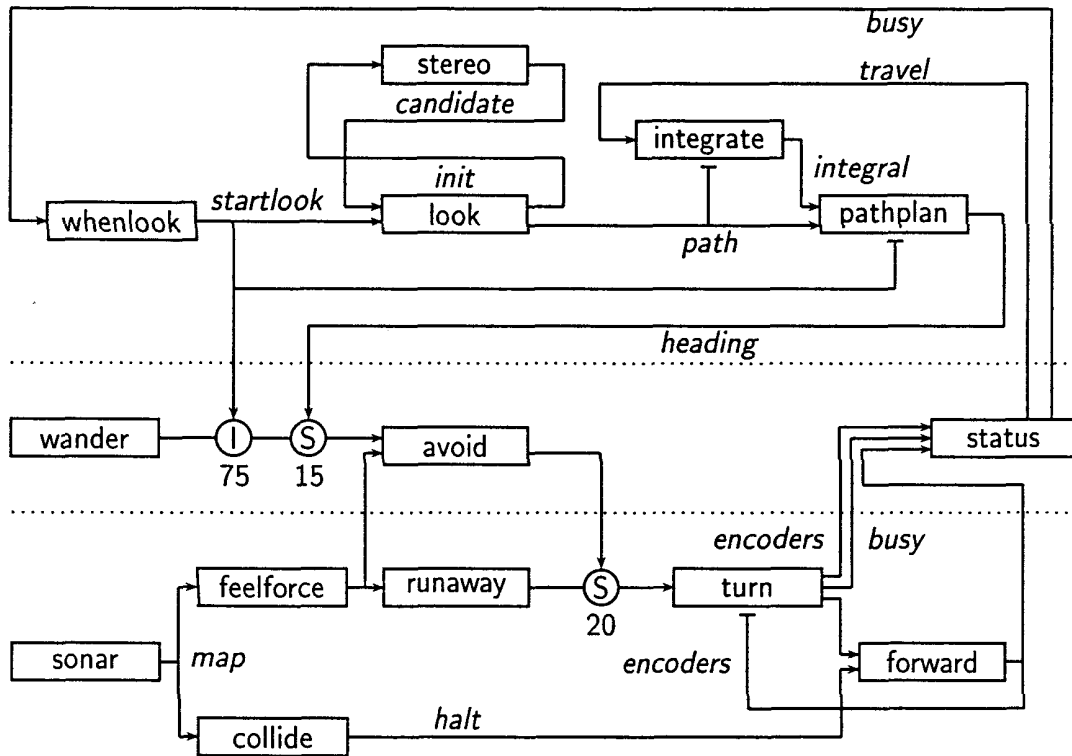 busy
stereo
travel
candidate
integrate
init
integral
startlook
whenlook
look
pathplan
path
heading
wander
I
S
avoid
status
75
15
encoders
busy
feelforce
runaway
S
turn
20
sonar
map
encoders
forward
halt
collide